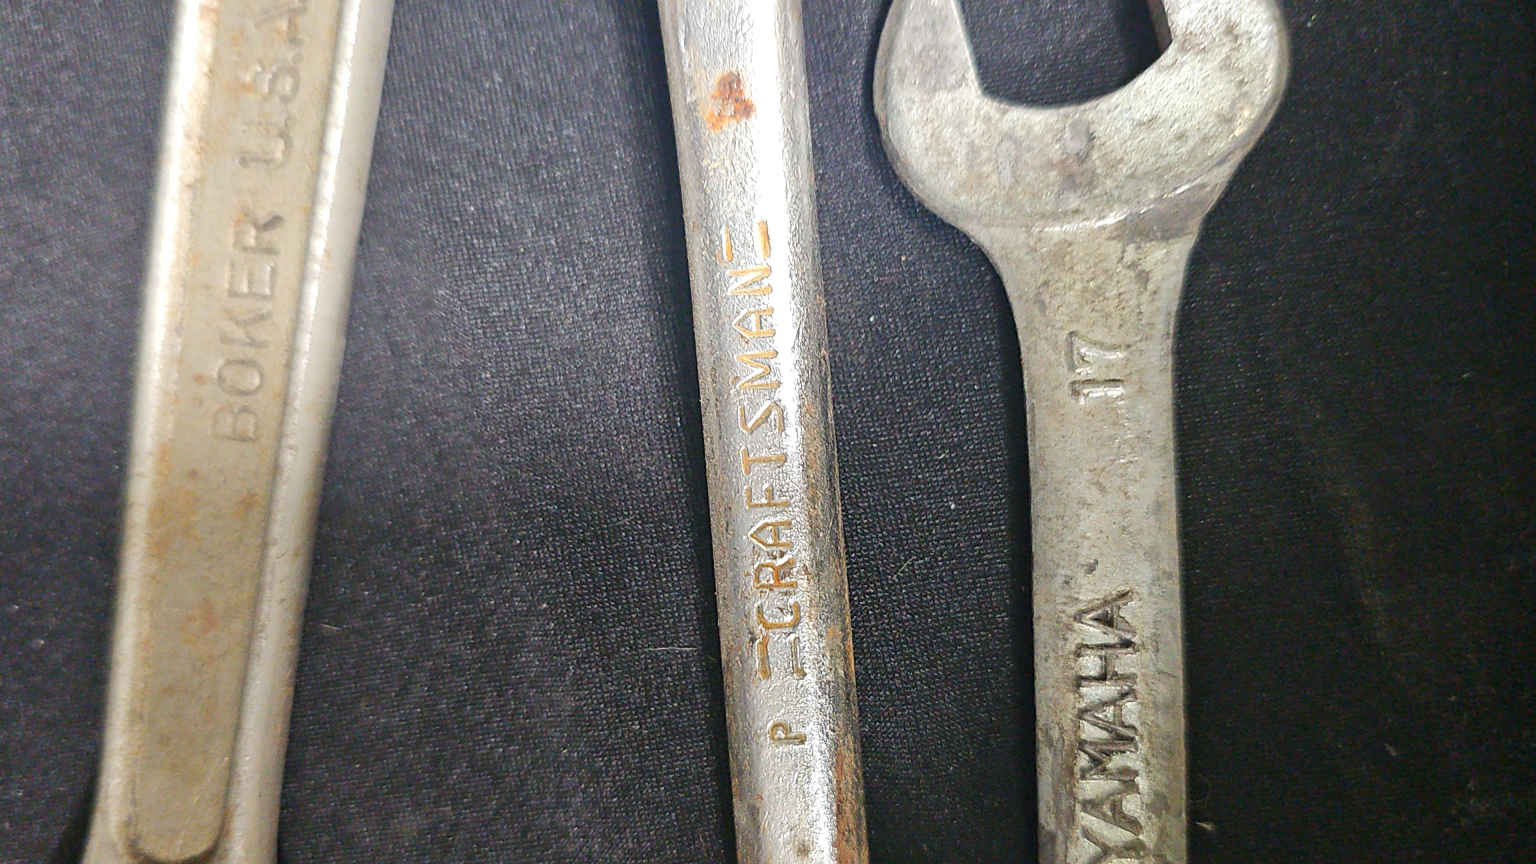 BOKER U.S.A
P =CRAFTSMAN=
17
YAMAHA